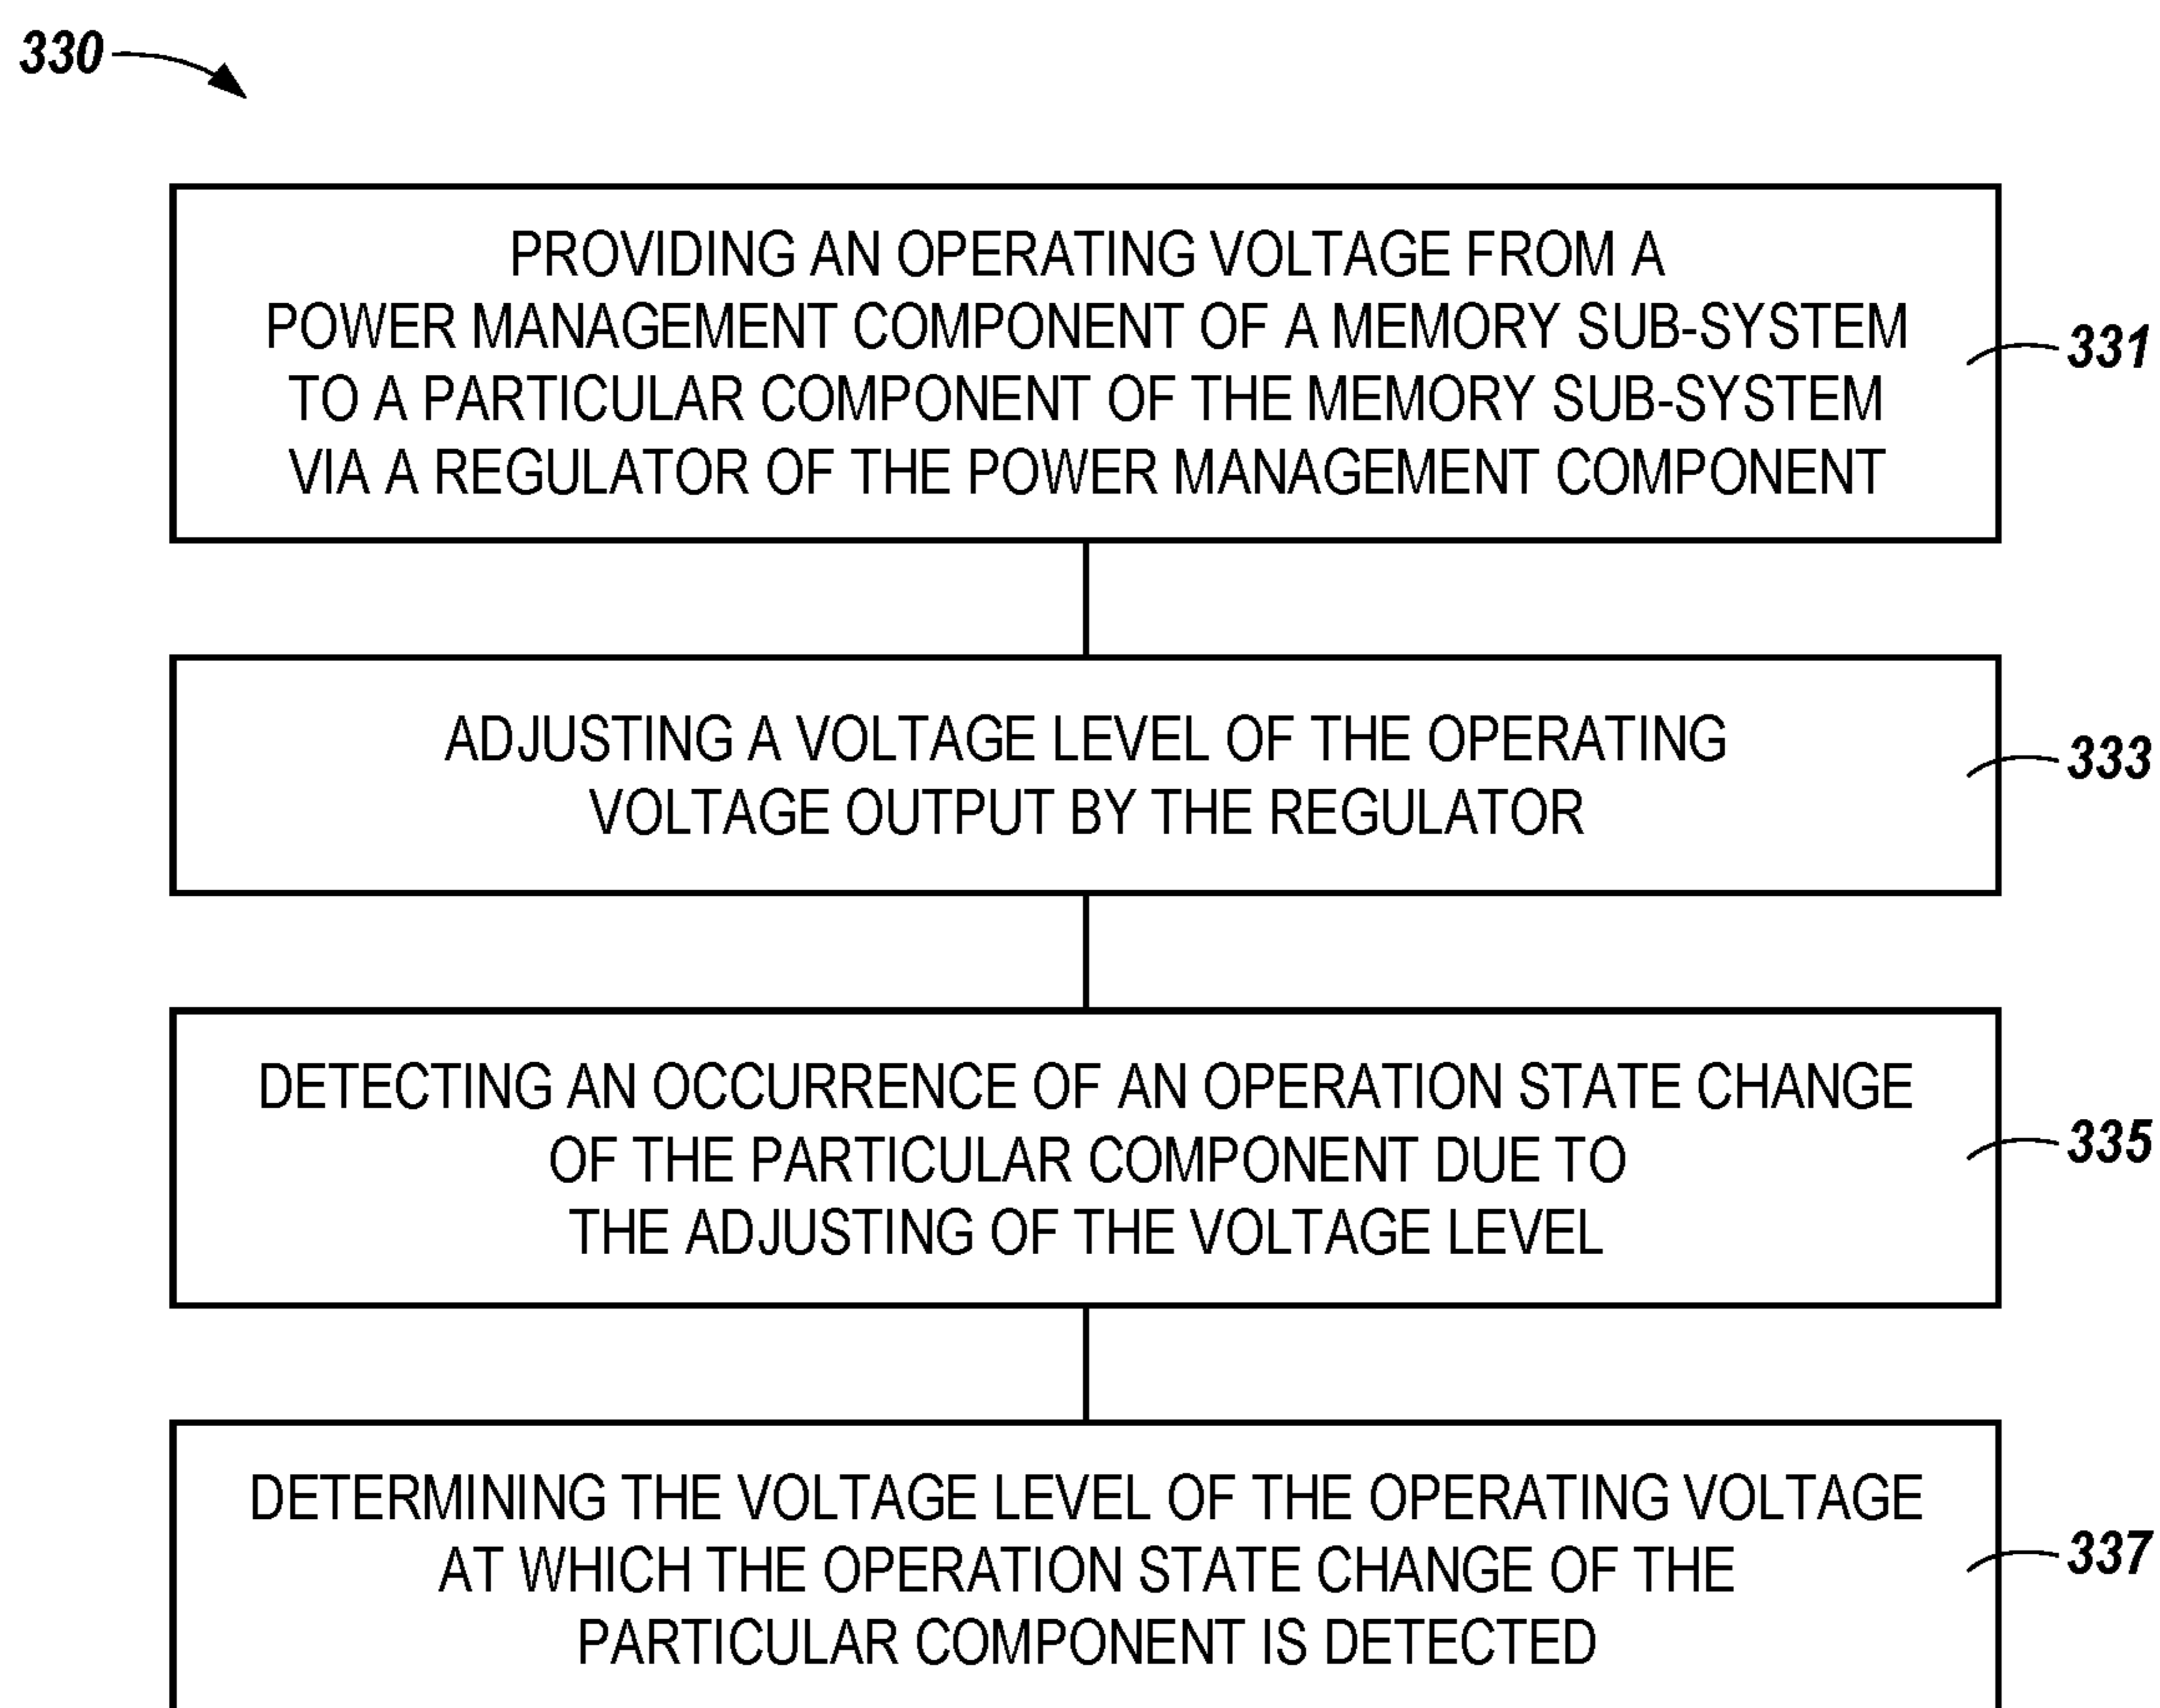 330
PROVIDING AN OPERATING VOLTAGE FROM A
POWER MANAGEMENT COMPONENT OF A MEMORY SUB-SYSTEM
TO A PARTICULAR COMPONENT OF THE MEMORY SUB-SYSTEM
VIA A REGULATOR OF THE POWER MANAGEMENT COMPONENT
331
ADJUSTING A VOLTAGE LEVEL OF THE OPERATING
VOLTAGE OUTPUT BY THE REGULATOR
333
DETECTING AN OCCURRENCE OF AN OPERATION STATE CHANGE
OF THE PARTICULAR COMPONENT DUE TO
THE ADJUSTING OF THE VOLTAGE LEVEL
335
DETERMINING THE VOLTAGE LEVEL OF THE OPERATING VOLTAGE
AT WHICH THE OPERATION STATE CHANGE OF THE
PARTICULAR COMPONENT IS DETECTED
337